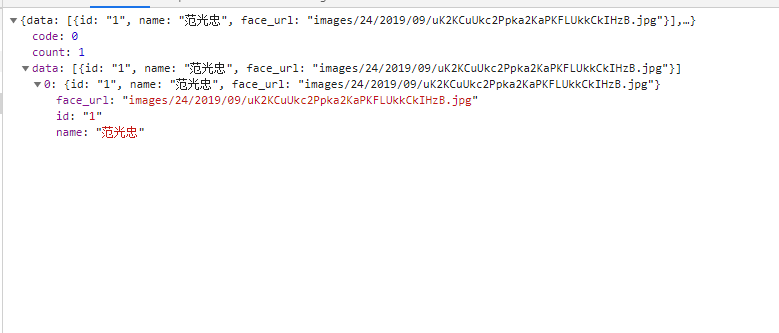 {data: [{id: "1", name: "范光忠", face_url: "images/24/2019/09/uK2KCuUkc2Ppka2KaPKFLUkkCkIHzB.jpg"}],…}
code: 0
count: 1
data: [{id: "1", name: "范光忠", face_url: "images/24/2019/09/uK2KCuUkc2Ppka2KaPKFLUkkCkIHzB.jpg"}]
0: {id: "1", name: "范光忠", face_url: "images/24/2019/09/uK2KCuUkc2Ppka2KaPKFLUkkCkIHzB.jpg"}
face_url: "images/24/2019/09/uK2KCuUkc2Ppka2KaPKFLUkkCkIHzB.jpg"
id: "1"
name: "范光忠"